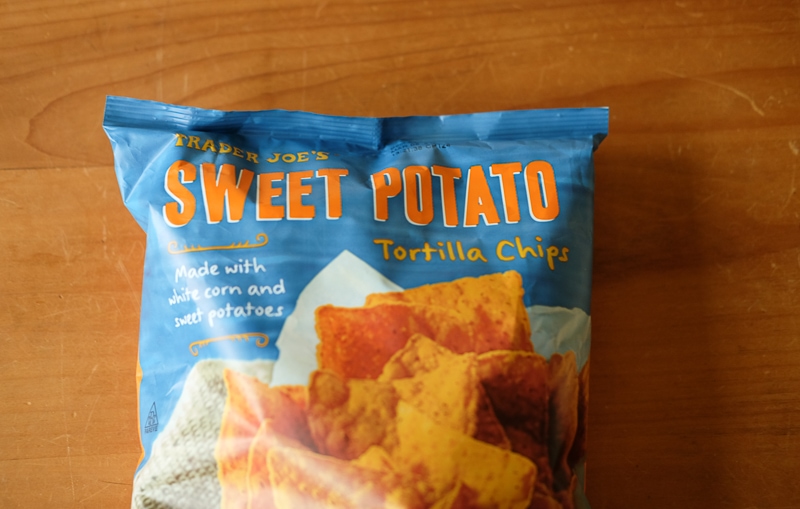 TRADER JOE'S
SWEET POTATO
Tortilla Chips
Made with
white corn and
sweet potatoes